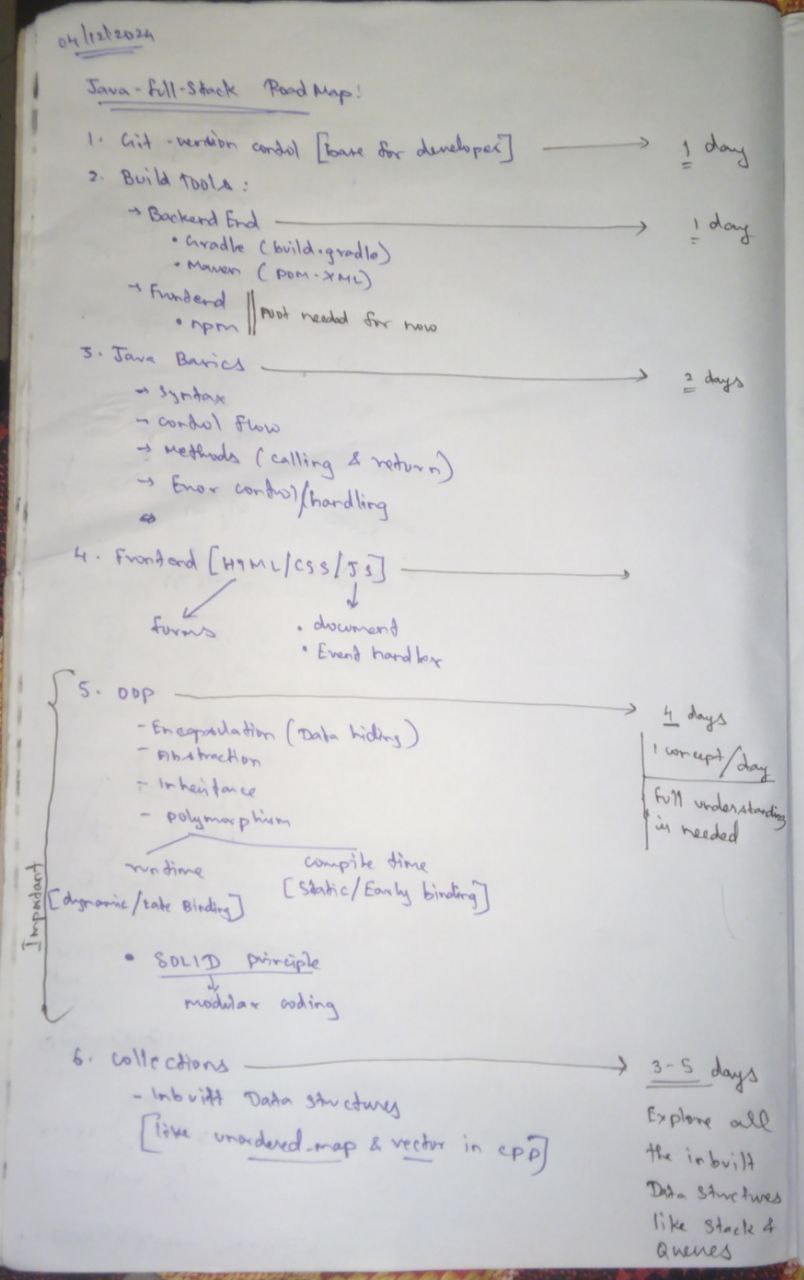 04/12/2024
Java-full-Stack Road Map:
1. Git -version control [base for developer] → 1 day
2. Build Tools:
→ Backend End → 1 day
• Gradle (build.gradle)
• Maven (POM.XML)
→ Frontend
• npm || Not needed for now
3. Java Basics → 2 days
→ Syntax
→ control flow
→ Methods (calling & return)
→ Error control/handling
⇔
4. Frontend [HTML/CSS/JS] →
forms
• document
• Event handler
Important
5. OOP → 4 days
- Encapsulation (Data hiding)
- Abstraction
- Inheritance
- polymorphism
1 concept/day
full understanding
is needed
runtime
[dynamic/Late Binding]
compile time
[Static/Early binding]
• SOLID principle
↓
modular coding
6. collections → 3-5 days
- Inbuilt Data structures
[like unordered-map & vector in cpp]
Explore all
the inbuilt
Data structures
like Stack &
Queues